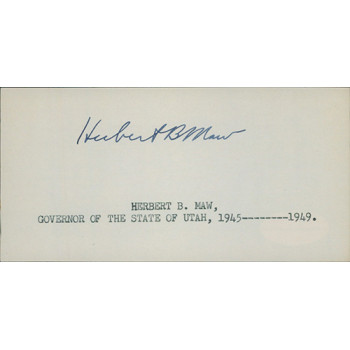 Herbert B Maw
HERBERT B. MAW,
GOVERNOR OF THE STATE OF UTAH, 1945--------1949.